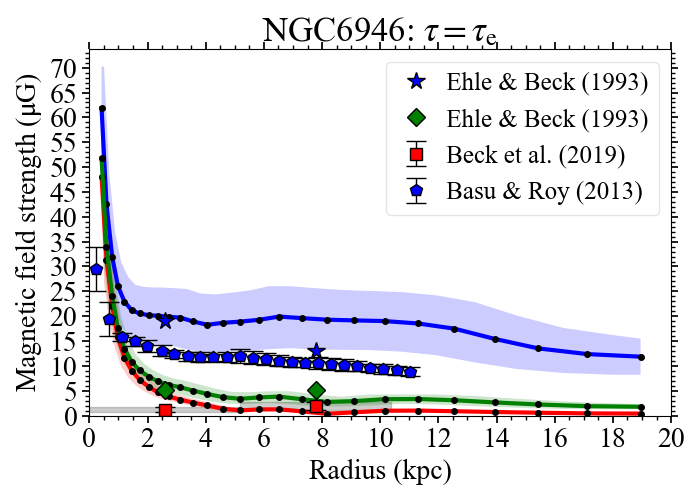 NGC6946: τ = τe
Magnetic field strength (μG)
70
65
60
55
50
45
40
35
30
25
20
15
10
5
0
Ehle & Beck (1993)
Ehle & Beck (1993)
Beck et al. (2019)
Basu & Roy (2013)
0 2 4 6 8 10 12 14 16 18 20
Radius (kpc)